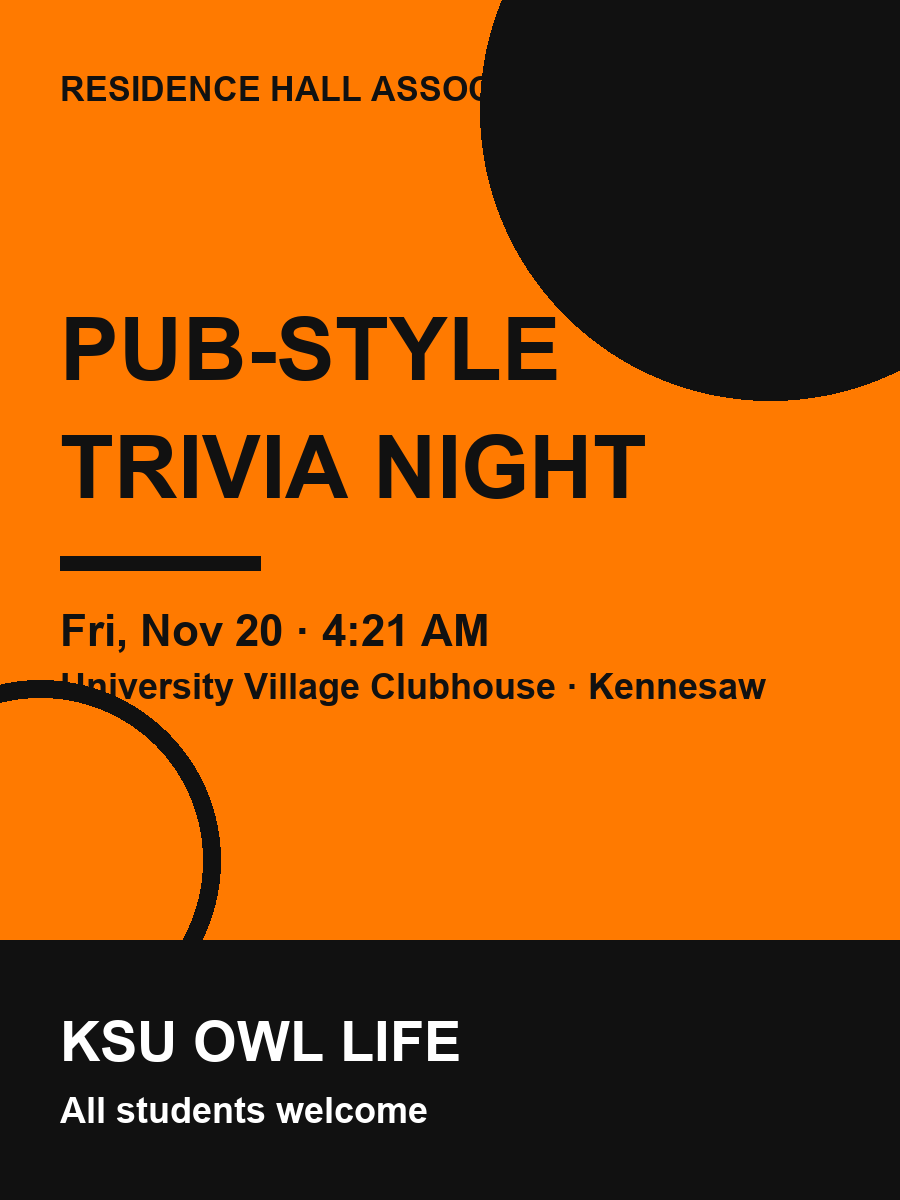 RESIDENCE HALL
PUB-STYLE
TRIVIA NIGHT
Fri, Nov 20 · 4:21 AM
University Village Clubhouse · Kennesaw
KSU OWL LIFE
All students welcome